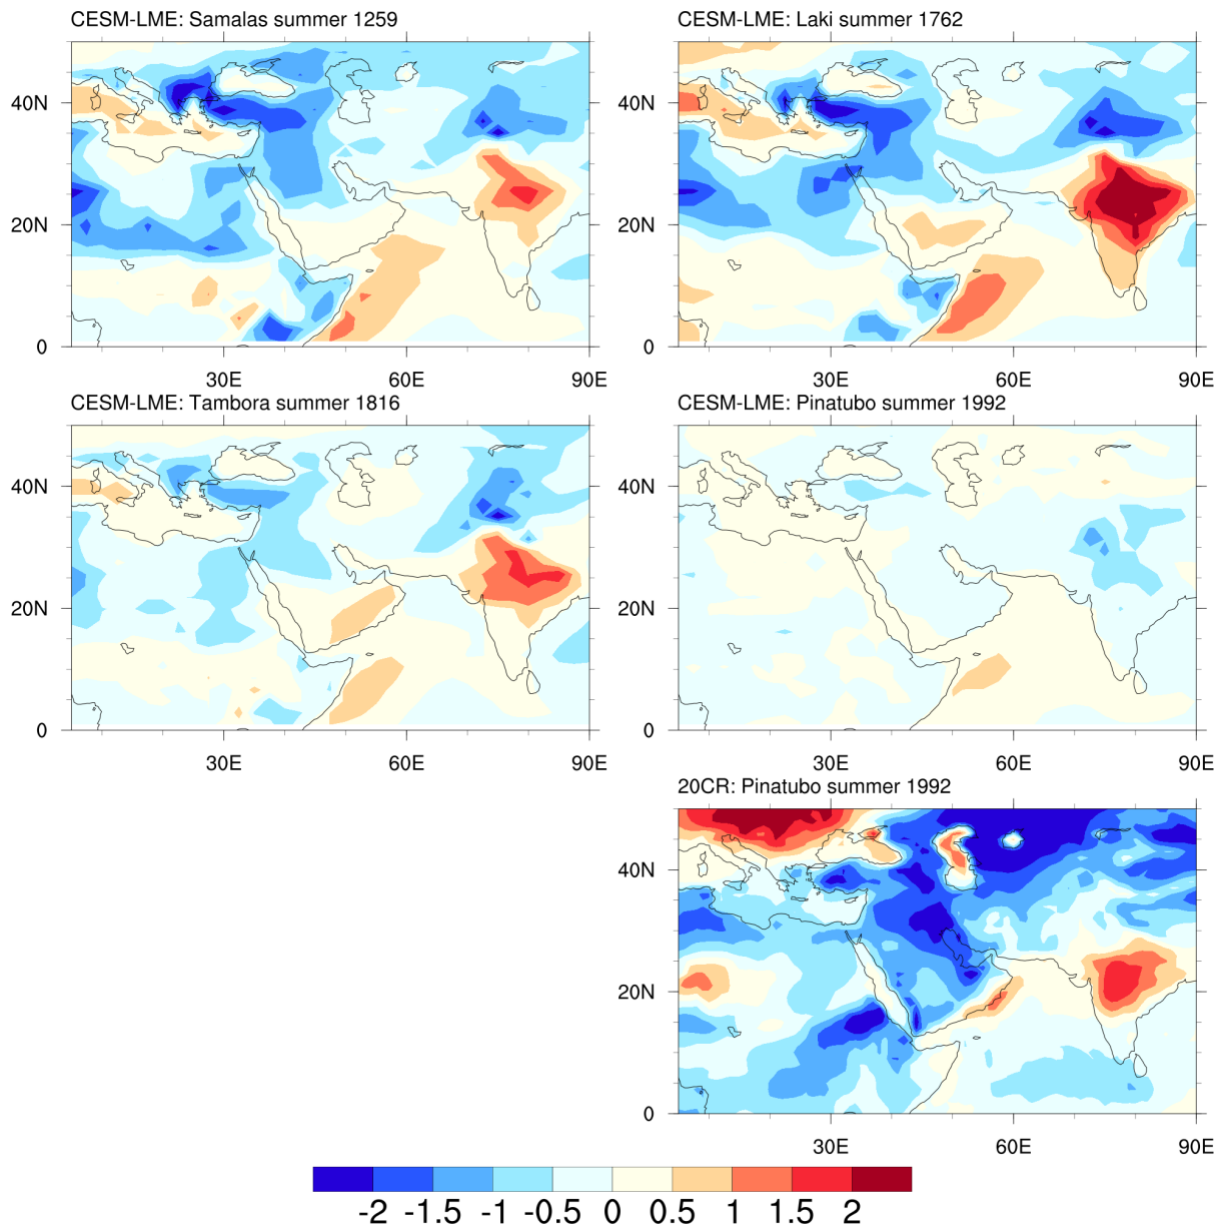 CESM-LME: Samalas summer 1259
CESM-LME: Laki summer 1762
40N
20N
0
30E 60E 90E
40N
20N
0
30E 60E 90E
CESM-LME: Tambora summer 1816
CESM-LME: Pinatubo summer 1992
40N
20N
0
30E 60E 90E
40N
20N
0
30E 60E 90E
20CR: Pinatubo summer 1992
40N
20N
0
30E 60E 90E
-2 -1.5 -1 -0.5 0 0.5 1 1.5 2